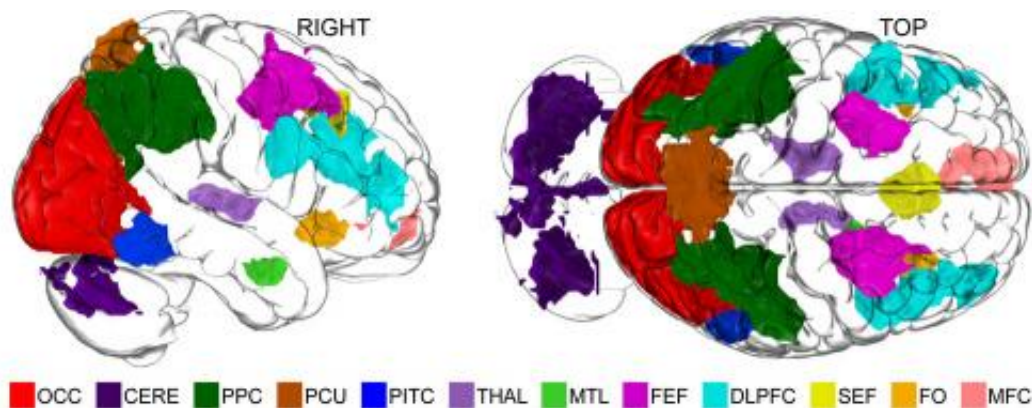 RIGHT
TOP
OCC CERE PPC PCU PITC THAL MTL FEF DLPFC SEF FO MFC